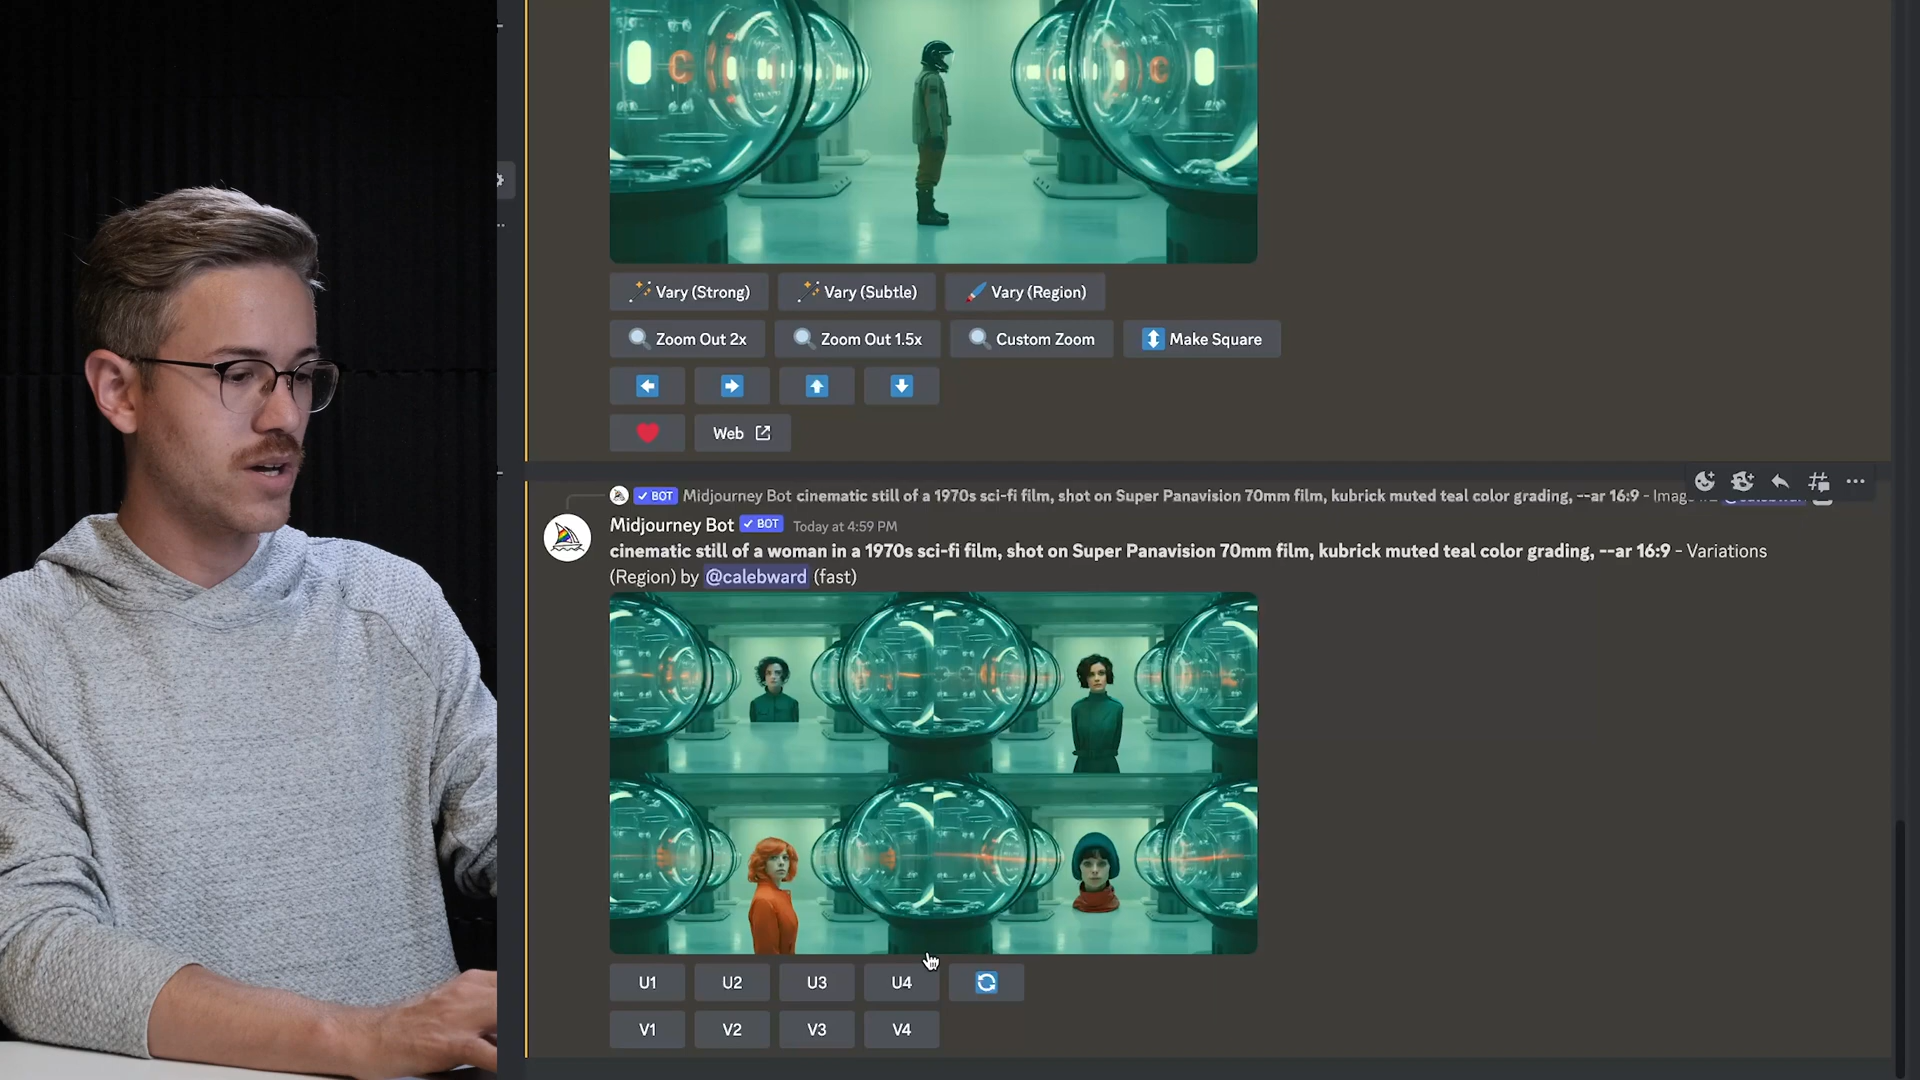 Vary (Strong)
Vary (Subtle)
Vary (Region)
Zoom Out 2x
Zoom Out 1.5x
Custom Zoom
Make Square
Web
BOT Midjourney Bot cinematic still of a 1970s sci-fi film, shot on Super Panavision 70mm film, kubrick muted teal color grading, --ar 16:9 -
Midjourney Bot BOT Today at 4:59 PM
cinematic still of a woman in a 1970s sci-fi film, shot on Super Panavision 70mm film, kubrick muted teal color grading, --ar 16:9 - Variations
(Region) by @calebward (fast)
U1
U2
U3
U4
V1
V2
V3
V4